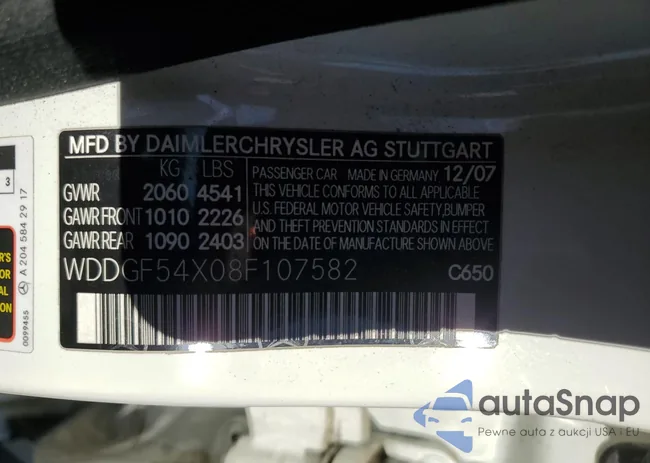 MFD BY DAIMLERCHRYSLER AG STUTTGART
KG LBS
GVWR 2060 4541
GAWR FRONT 1010 2226
GAWR REAR 1090 2403
PASSENGER CAR MADE IN GERMANY 12/07
THIS VEHICLE CONFORMS TO ALL APPLICABLE
U.S. FEDERAL MOTOR VEHICLE SAFETY,BUMPER
AND THEFT PREVENTION STANDARDS IN EFFECT
ON THE DATE OF MANUFACTURE SHOWN ABOVE
WDDGF54X08F107582 C650
3
A 204 584 29 17
0099455
autoSnap
Pewne auto z aukcji USA - EU